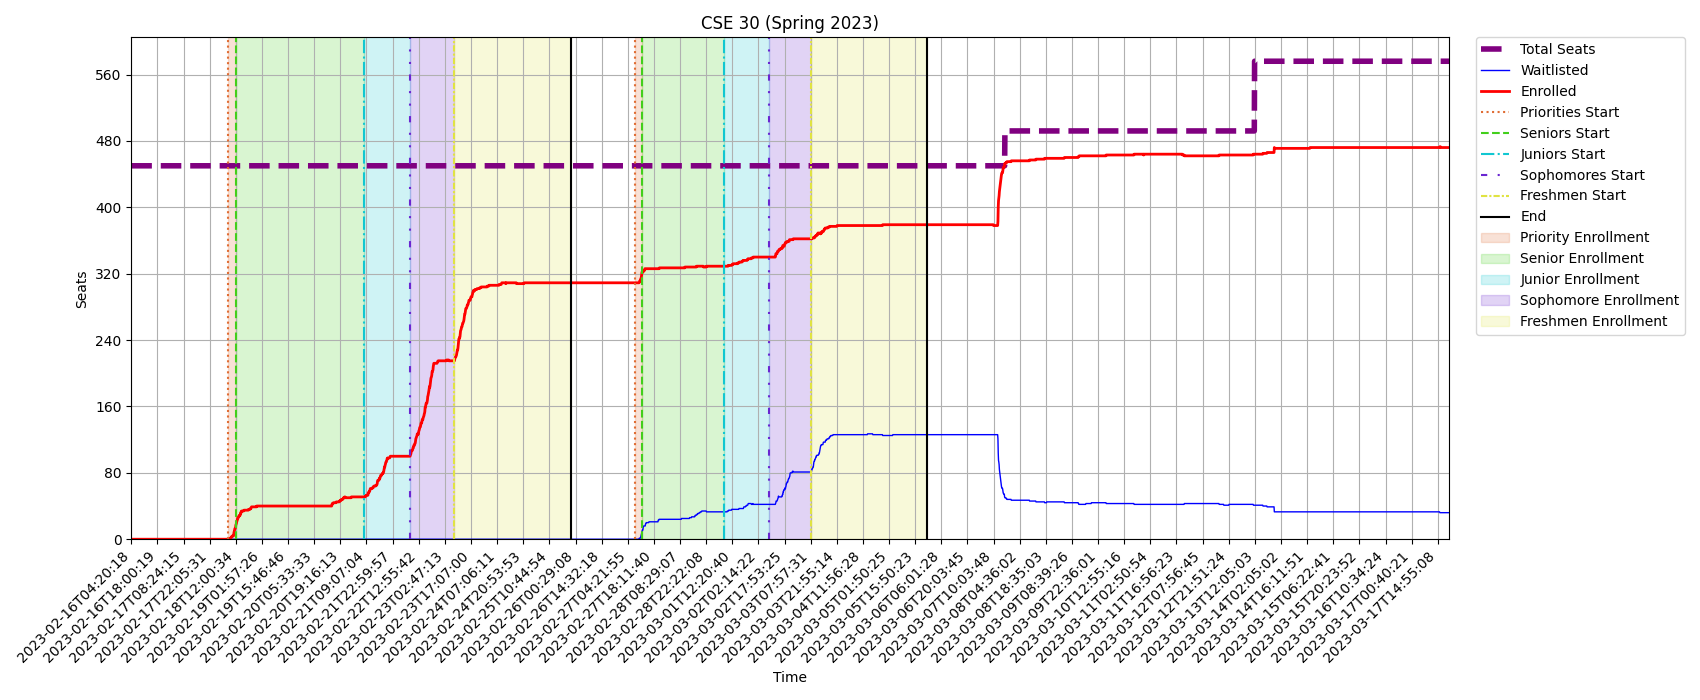 CSE 30 (Spring 2023)
Seats
560
480
400
320
240
160
80
0
2023-02-16T04:20:18
2023-02-16T18:00:19
2023-02-17T08:24:15
2023-02-17T22:05:31
2023-02-18T12:00:34
2023-02-19T01:57:26
2023-02-19T15:46:46
2023-02-20T05:33:33
2023-02-20T19:16:13
2023-02-21T09:07:04
2023-02-21T22:59:57
2023-02-22T12:55:42
2023-02-23T02:47:13
2023-02-23T17:07:00
2023-02-24T07:06:11
2023-02-24T20:53:53
2023-02-25T10:44:54
2023-02-26T00:29:08
2023-02-26T14:32:18
2023-02-27T04:21:55
2023-02-27T18:11:40
2023-02-28T08:29:07
2023-02-28T22:22:08
2023-03-01T12:20:40
2023-03-02T02:14:22
2023-03-02T17:53:25
2023-03-03T07:57:31
2023-03-03T21:55:14
2023-03-04T11:56:28
2023-03-05T01:50:25
2023-03-05T15:50:23
2023-03-06T06:01:28
2023-03-06T20:03:45
2023-03-07T10:03:48
2023-03-08T04:36:02
2023-03-08T18:35:03
2023-03-09T08:39:26
2023-03-09T22:36:01
2023-03-10T12:55:16
2023-03-11T02:50:54
2023-03-11T16:56:23
2023-03-12T07:56:45
2023-03-12T21:51:24
2023-03-13T12:05:03
2023-03-14T02:05:02
2023-03-14T16:11:51
2023-03-15T06:22:41
2023-03-15T20:23:52
2023-03-16T10:34:24
2023-03-17T00:40:21
2023-03-17T14:55:08
Time
Total Seats
Waitlisted
Enrolled
Priorities Start
Seniors Start
Juniors Start
Sophomores Start
Freshmen Start
End
Priority Enrollment
Senior Enrollment
Junior Enrollment
Sophomore Enrollment
Freshmen Enrollment